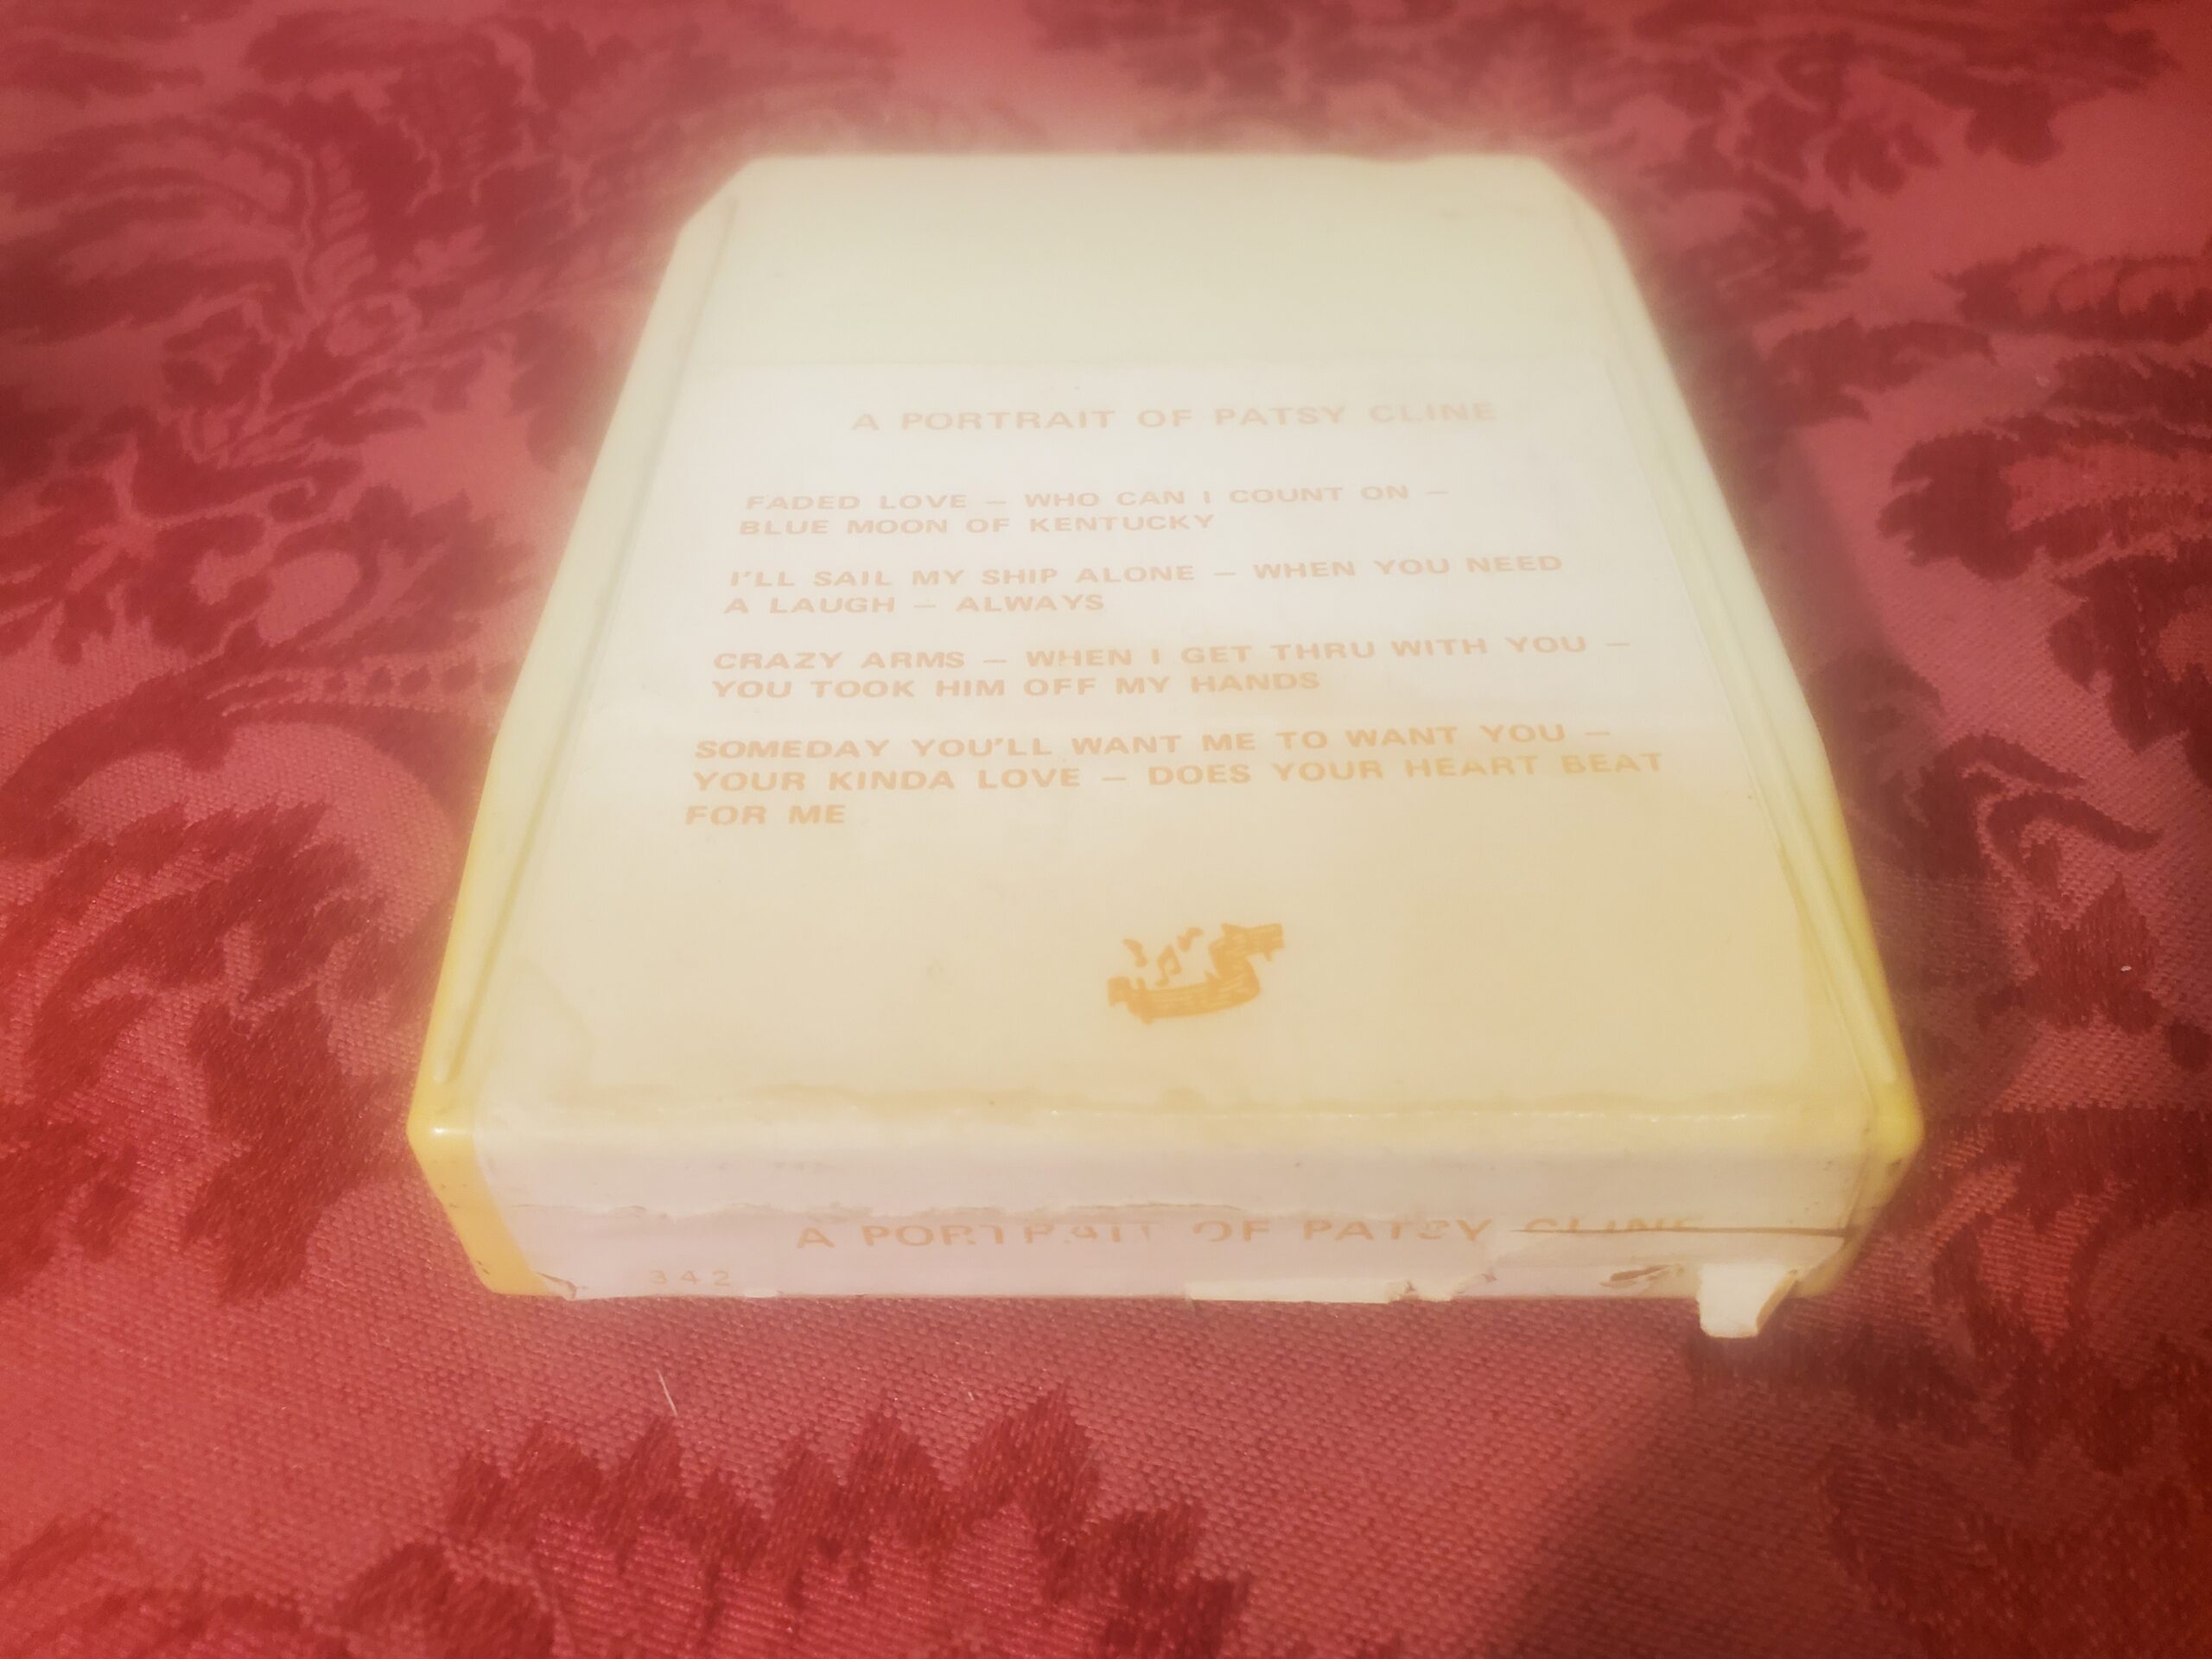 A PORTRAIT OF PATSY CLINE
FADED LOVE — WHO CAN I COUNT ON —
BLUE MOON OF KENTUCKY
I'LL SAIL MY SHIP ALONE — WHEN YOU NEED
A LAUGH — ALWAYS
CRAZY ARMS — WHEN I GET THRU WITH YOU —
YOU TOOK HIM OFF MY HANDS
SOMEDAY YOU'LL WANT ME TO WANT YOU —
YOUR KINDA LOVE — DOES YOUR HEART BEAT
FOR ME
A PORTRAIT OF PATSY CLINE
342